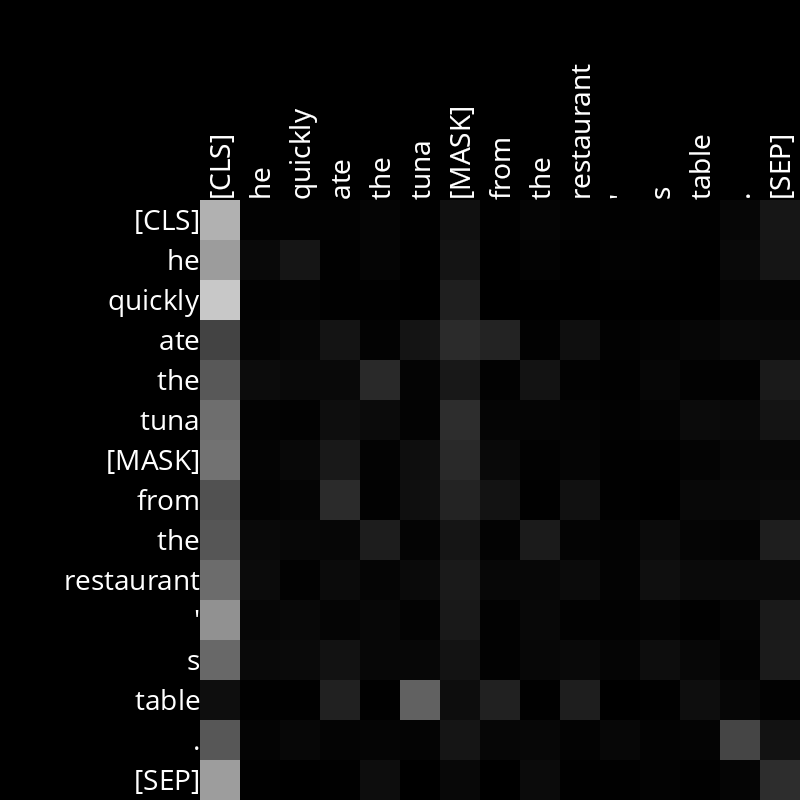 [CLS] he quickly ate the tuna [MASK] from the restaurant ' s table . [SEP]
[CLS]
he
quickly
ate
the
tuna
[MASK]
from
the
restaurant
'
s
table
.
[SEP]